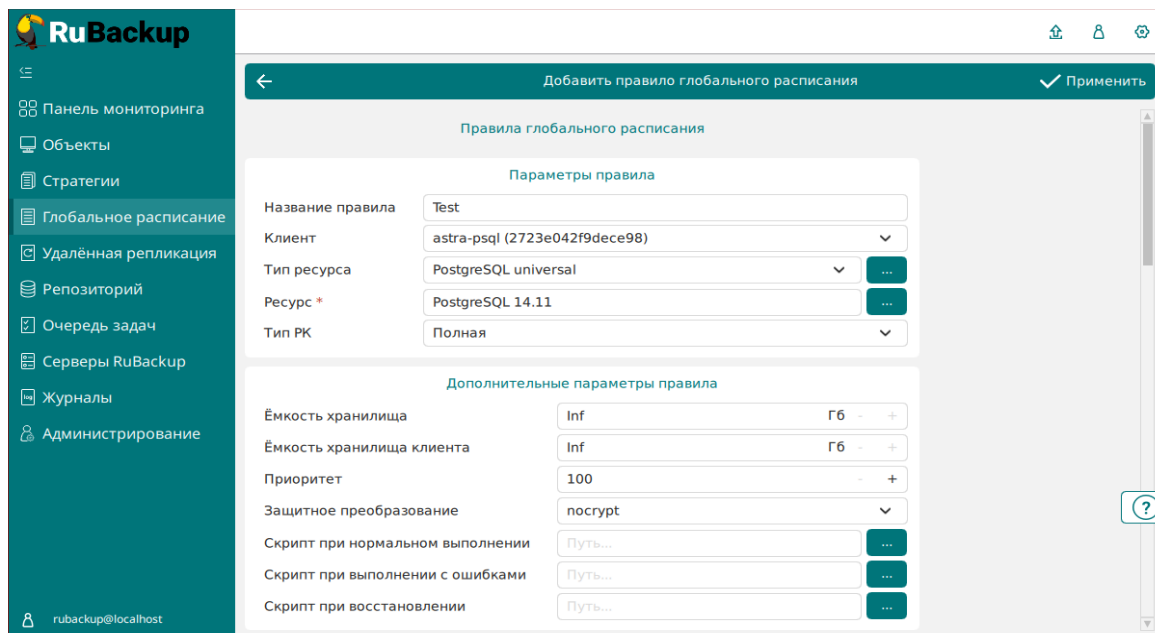 RuBackup
Панель мониторинга
Объекты
Стратегии
Глобальное расписание
Удалённая репликация
Репозиторий
Очередь задач
Серверы RuBackup
Журналы
Администрирование
rubackup@localhost
Добавить правило глобального расписания
Применить
Правила глобального расписания
Параметры правила
Название правила Test
Клиент astra-psql (2723e042f9dece98)
Тип ресурса PostgreSQL universal ...
Ресурс * PostgreSQL 14.11 ...
Тип РК Полная
Дополнительные параметры правила
Ёмкость хранилища Inf Гб - +
Ёмкость хранилища клиента Inf Гб - +
Приоритет 100 - +
Защитное преобразование nocrypt
Скрипт при нормальном выполнении Путь... ...
Скрипт при выполнении с ошибками Путь... ...
Скрипт при восстановлении Путь... ...
?